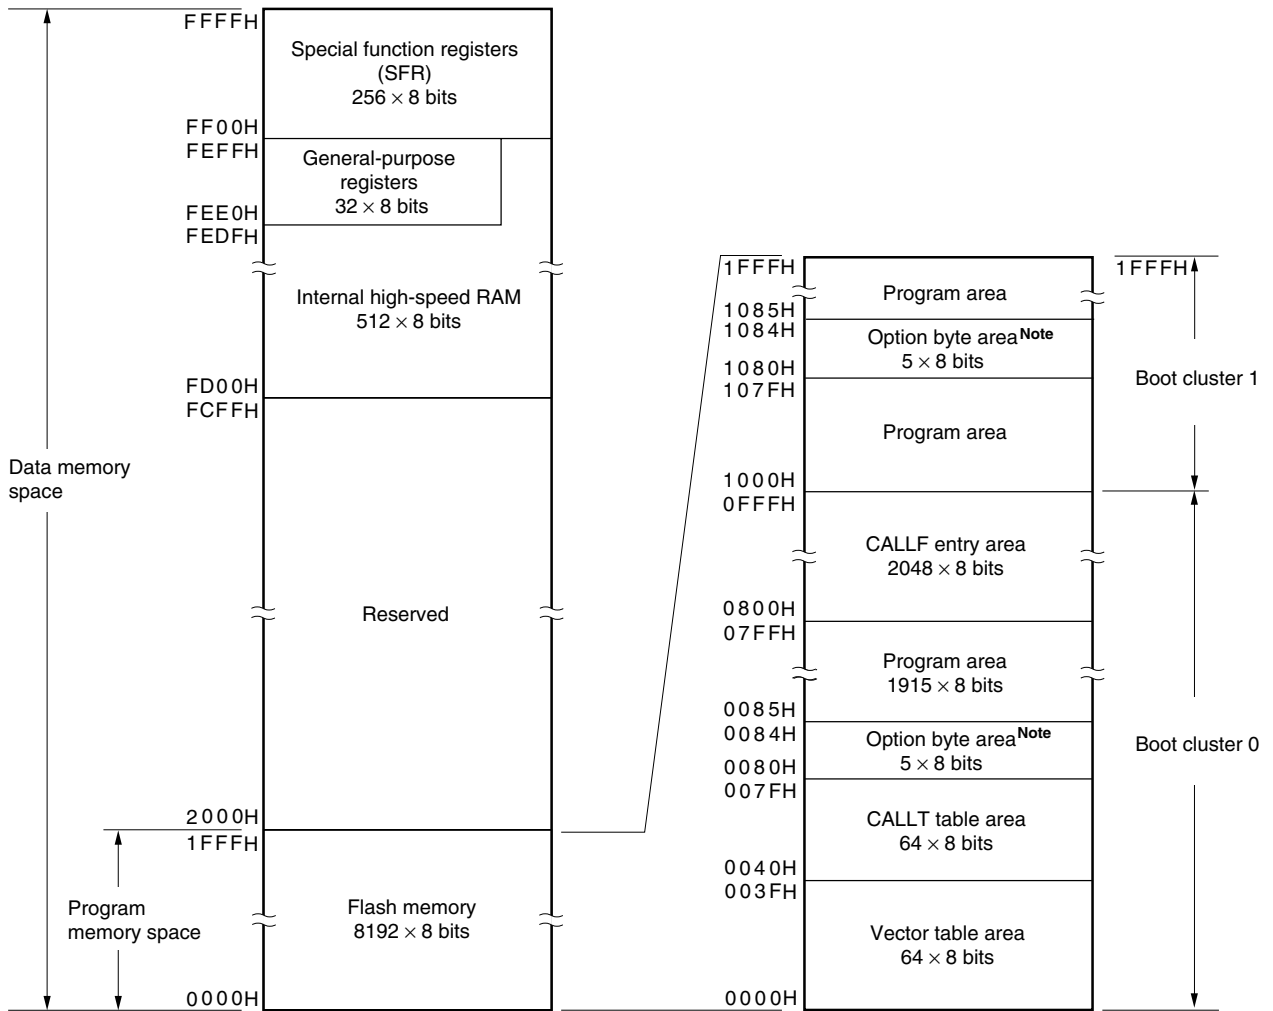 FFFFH
Special function registers
(SFR)
256 × 8 bits
FF00H
FEFFH
General-purpose
registers
32 × 8 bits
FEE0H
FEDFH
Internal high-speed RAM
512 × 8 bits
FD00H
FCFFH
Data memory
space
Reserved
2000H
1FFFH
Program
memory space
Flash memory
8192 × 8 bits
0000H
1FFFH
1FFFH
Program area
1085H
1084H
Option byte area Note
5 × 8 bits
1080H
107FH
Boot cluster 1
Program area
1000H
0FFFH
CALLF entry area
2048 × 8 bits
0800H
07FFH
Program area
1915 × 8 bits
0085H
0084H
Option byte area Note
5 × 8 bits
Boot cluster 0
0080H
007FH
CALLT table area
64 × 8 bits
0040H
003FH
Vector table area
64 × 8 bits
0000H